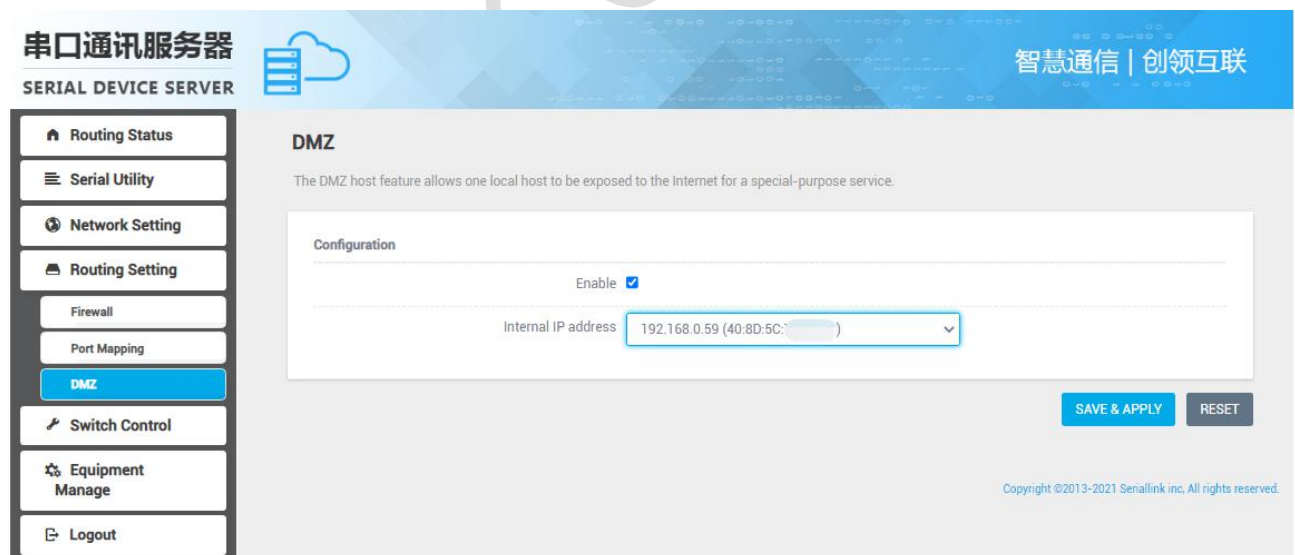 串口通讯服务器
SERIAL DEVICE SERVER
智慧通信 | 创领互联
Routing Status
Serial Utility
Network Setting
Routing Setting
Firewall
Port Mapping
DMZ
Switch Control
Equipment
Manage
Logout
DMZ
The DMZ host feature allows one local host to be exposed to the Internet for a special-purpose service.
Configuration
Enable
Internal IP address
192.168.0.59 (40:8D:5C: )
SAVE & APPLY
RESET
Copyright ©2013-2021 Seriallink inc, All rights reserved.